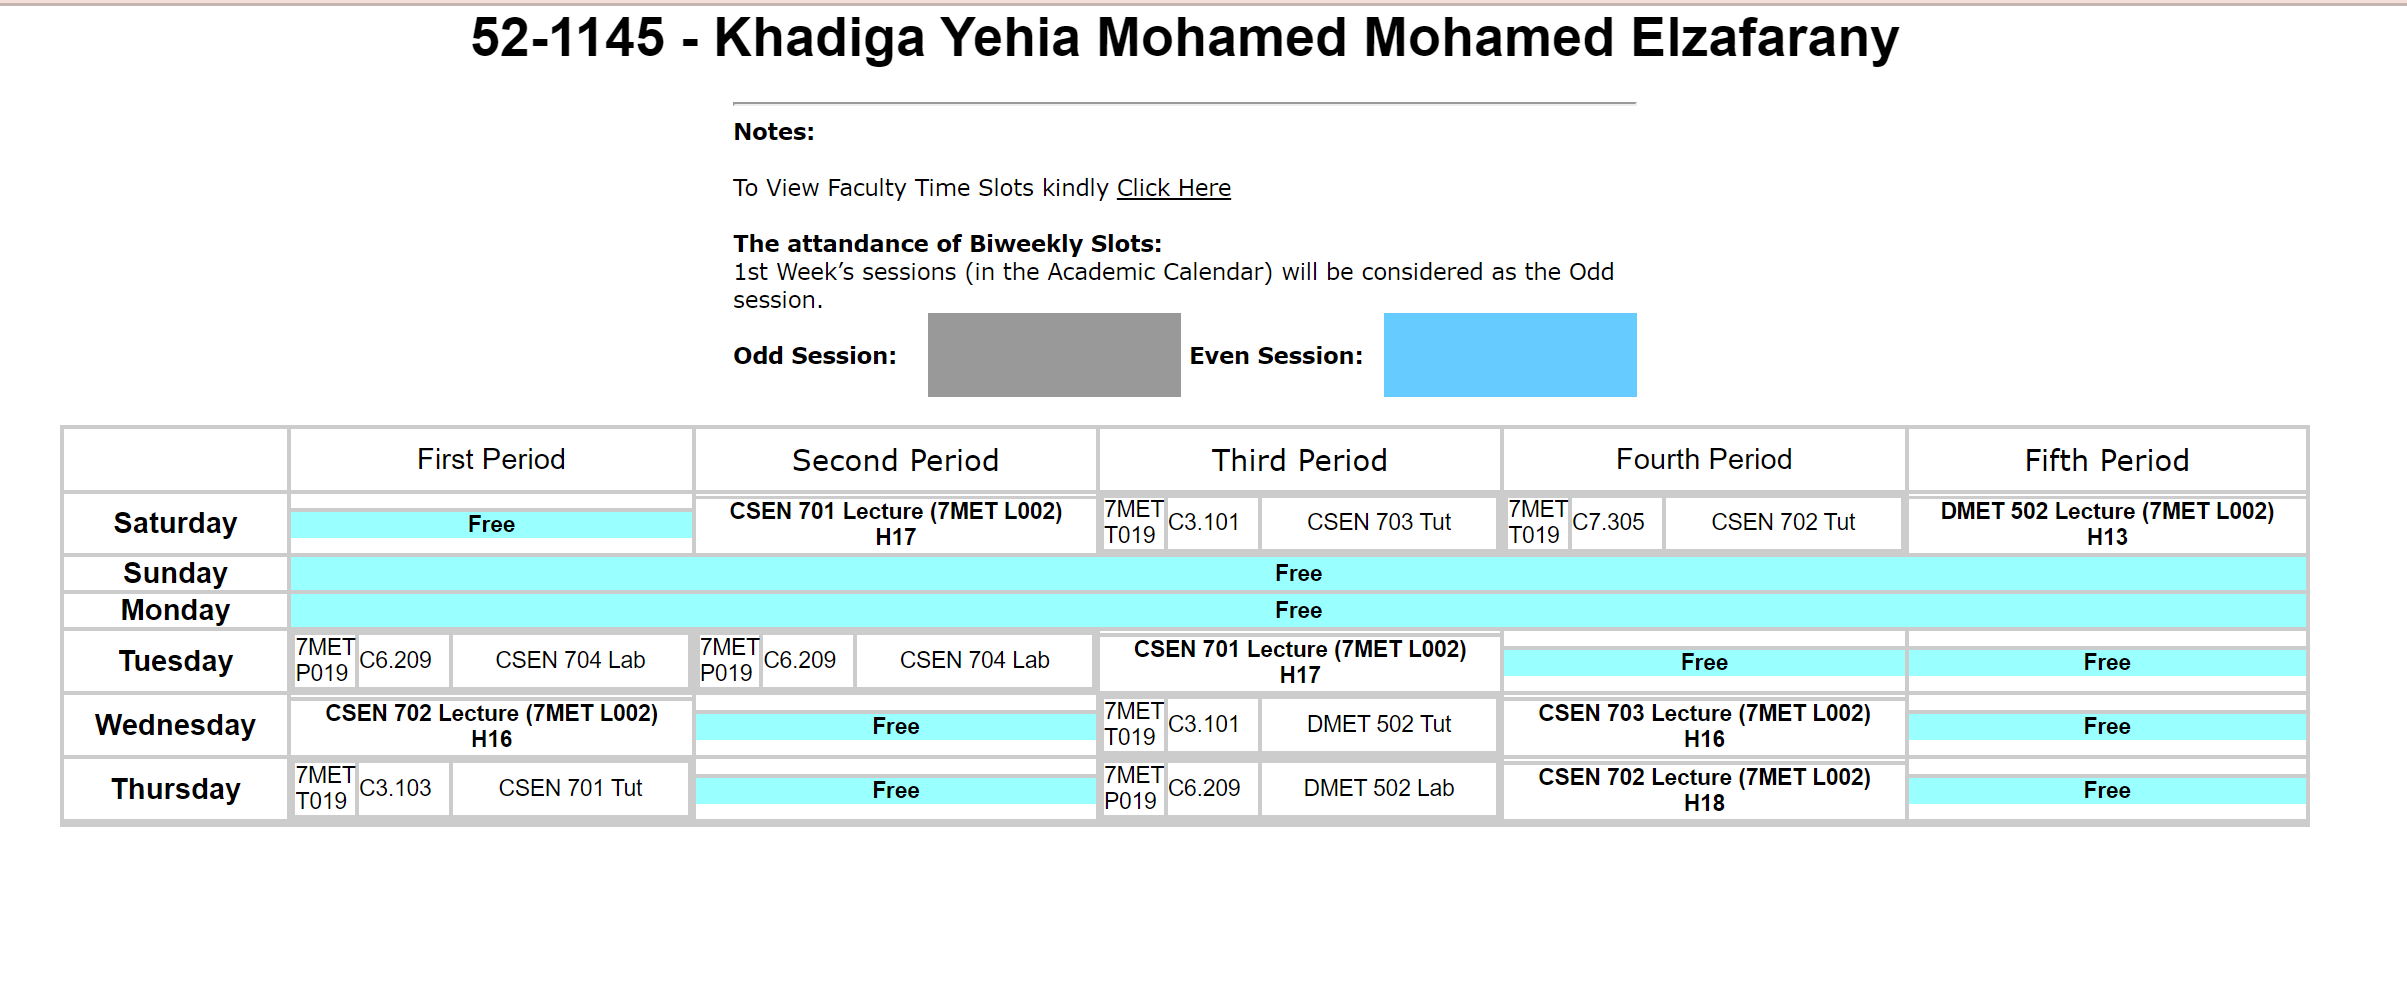 52-1145 - Khadiga Yehia Mohamed Mohamed Elzafarany
Notes:
To View Faculty Time Slots kindly Click Here
The attandance of Biweekly Slots:
1st Week’s sessions (in the Academic Calendar) will be considered as the Odd
session.
Odd Session: Even Session:
First Period Second Period Third Period Fourth Period Fifth Period
Saturday Free CSEN 701 Lecture (7MET L002) H17 7MET T019 C3.101 CSEN 703 Tut 7MET T019 C7.305 CSEN 702 Tut DMET 502 Lecture (7MET L002) H13
Sunday Free
Monday Free
Tuesday 7MET P019 C6.209 CSEN 704 Lab 7MET P019 C6.209 CSEN 704 Lab CSEN 701 Lecture (7MET L002) H17 Free Free
Wednesday CSEN 702 Lecture (7MET L002) H16 Free 7MET T019 C3.101 DMET 502 Tut CSEN 703 Lecture (7MET L002) H16 Free
Thursday 7MET T019 C3.103 CSEN 701 Tut Free 7MET P019 C6.209 DMET 502 Lab CSEN 702 Lecture (7MET L002) H18 Free